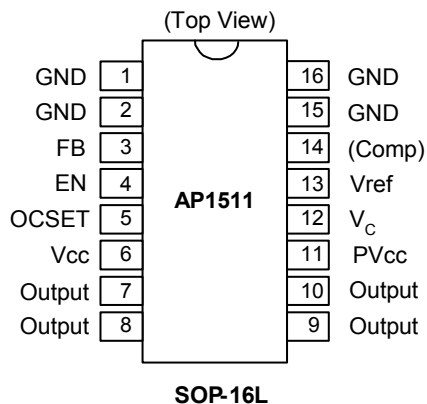 (Top View)
GND 1 16 GND
GND 2 15 GND
FB 3 14 (Comp)
EN 4 13 Vref
AP1511
OCSET 5 12 VC
Vcc 6 11 PVcc
Output 7 10 Output
Output 8 9 Output
SOP-16L